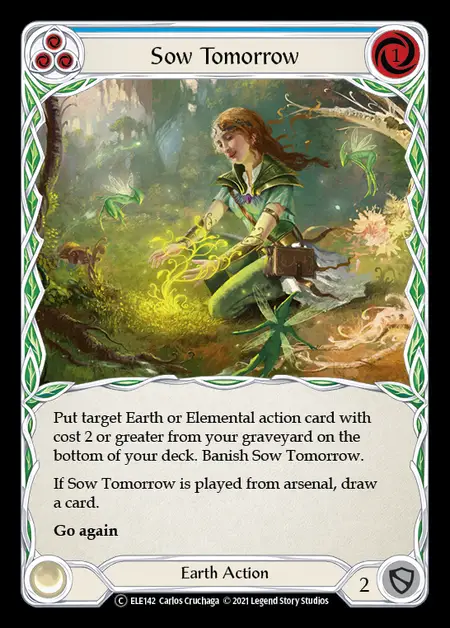 Sow Tomorrow
1
Put target Earth or Elemental action card with
cost 2 or greater from your graveyard on the
bottom of your deck. Banish Sow Tomorrow.
If Sow Tomorrow is played from arsenal, draw
a card.
Go again
Earth Action
2
C ELE142 Carlos Cruchaga © 2021 Legend Story Studios